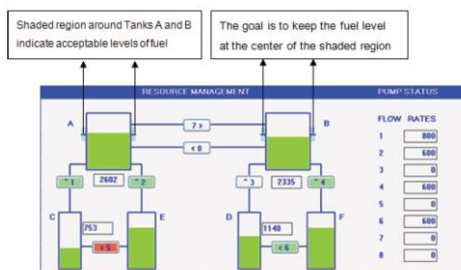 Shaded region around Tanks A and B
indicate acceptable levels of fuel
The goal is to keep the fuel level
at the center of the shaded region
RESOURCE MANAGEMENT
PUMP STATUS
A
B
7 >
< 8
FLOW RATES
1 800
2 600
3 0
4 600
5 0
6 600
7 0
8 0
^ 1
2602
^ 2
^ 3
2335
^ 4
C
E
D
F
753
1140
< 5
< 6